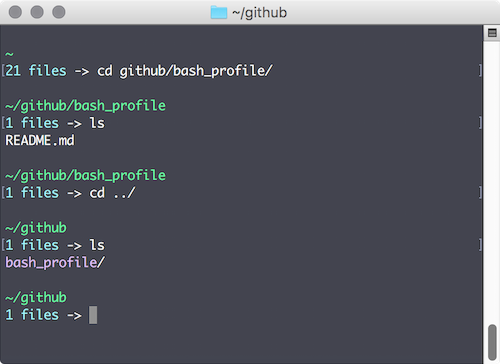 ~/github
~
[21 files -> cd github/bash_profile/ ]
~/github/bash_profile
[1 files -> ls ]
README.md
~/github/bash_profile
[1 files -> cd ../ ]
~/github
[1 files -> ls ]
bash_profile/
~/github
1 files ->